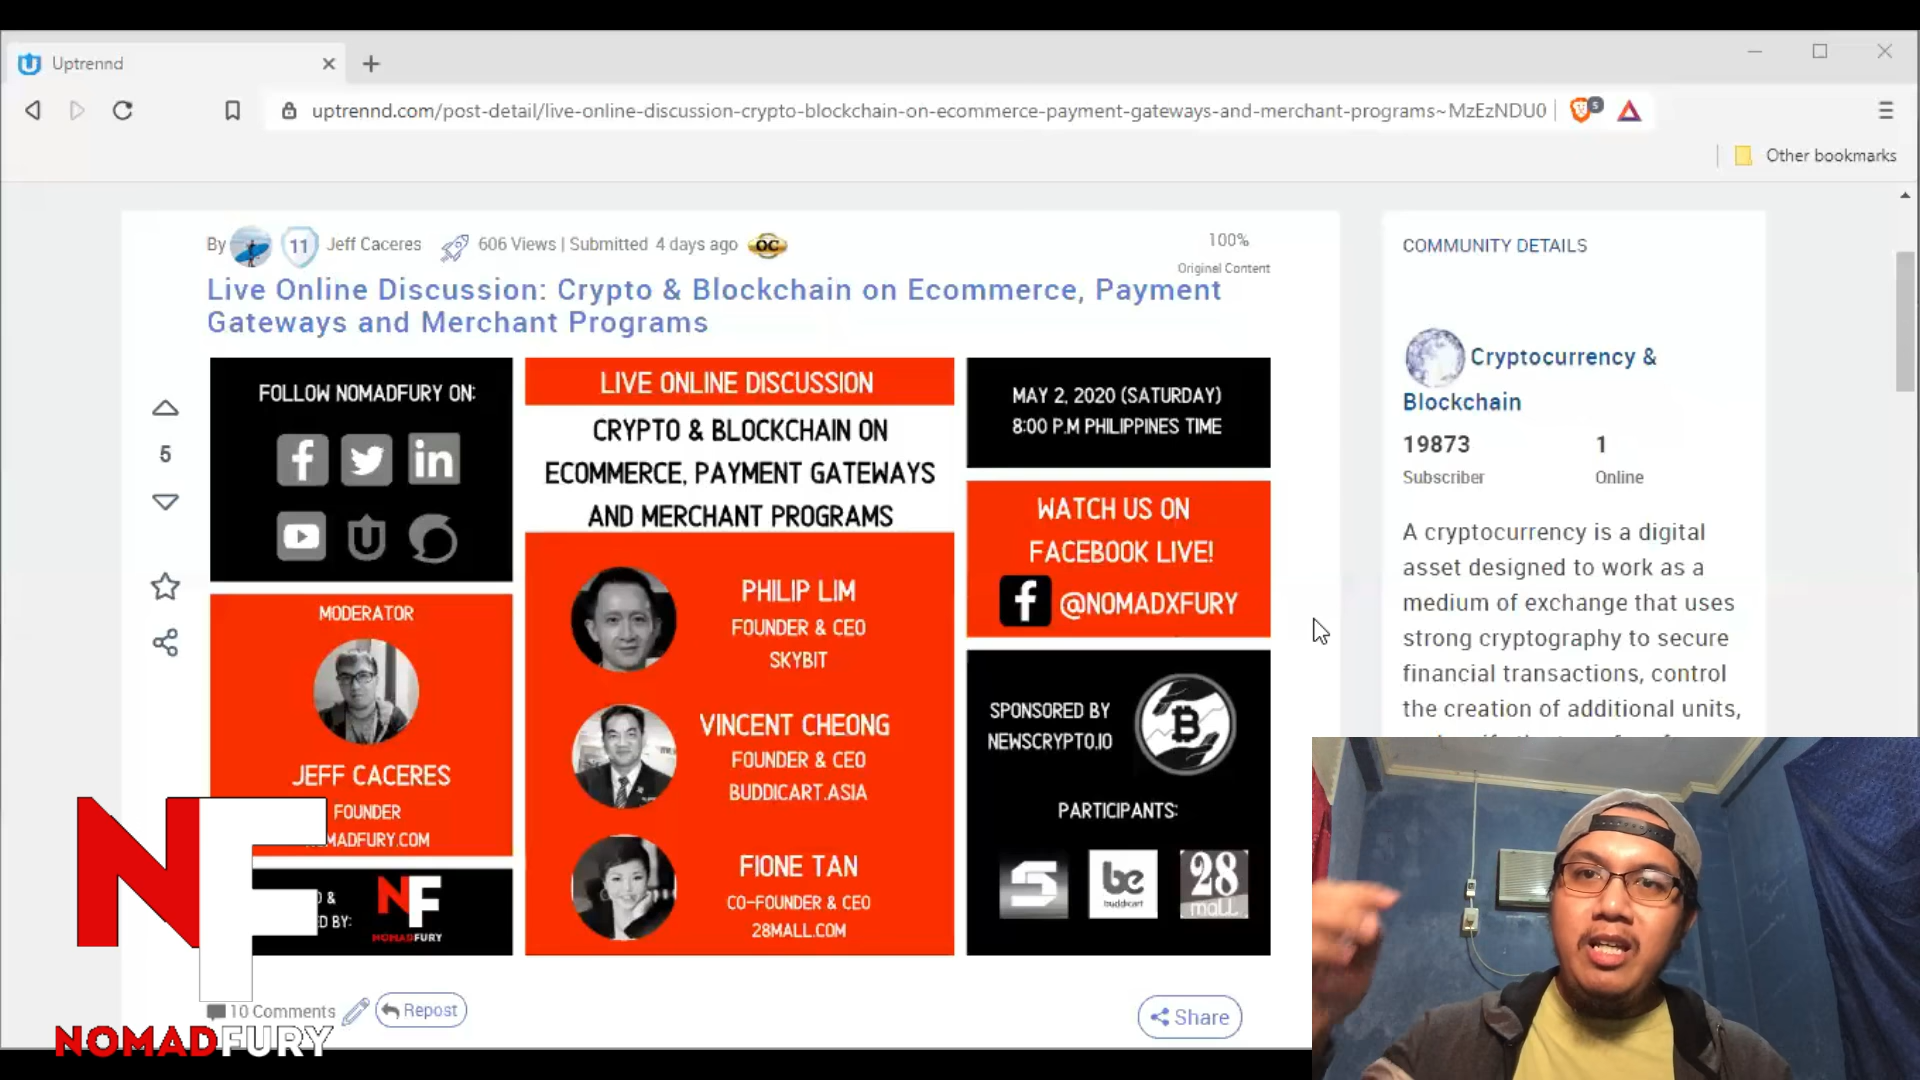 Uptrennd
uptrennd.com/post-detail/live-online-discussion-crypto-blockchain-on-ecommerce-payment-gateways-and-merchant-programs~MzEzNDU0
5
Other bookmarks
By 11 Jeff Caceres 606 Views | Submitted 4 days ago OC
100%
Original Content
Live Online Discussion: Crypto & Blockchain on Ecommerce, Payment
Gateways and Merchant Programs
5
FOLLOW NOMADFURY ON:
MODERATOR
JEFF CACERES
FOUNDER
MADFURY.COM
&
D BY:
NF
NOMADFURY
LIVE ONLINE DISCUSSION
CRYPTO & BLOCKCHAIN ON
ECOMMERCE, PAYMENT GATEWAYS
AND MERCHANT PROGRAMS
PHILIP LIM
FOUNDER & CEO
SKYBIT
VINCENT CHEONG
FOUNDER & CEO
BUDDICART.ASIA
FIONE TAN
CO-FOUNDER & CEO
28MALL.COM
MAY 2, 2020 (SATURDAY)
8:00 P.M PHILIPPINES TIME
WATCH US ON
FACEBOOK LIVE!
@NOMADXFURY
SPONSORED BY
NEWSCRYPTO.IO
PARTICIPANTS:
be
buddicart
28
mall
10 Comments
Repost
Share
COMMUNITY DETAILS
Cryptocurrency &
Blockchain
19873 1
Subscriber Online
A cryptocurrency is a digital
asset designed to work as a
medium of exchange that uses
strong cryptography to secure
financial transactions, control
the creation of additional units,
NF
NOMADFURY